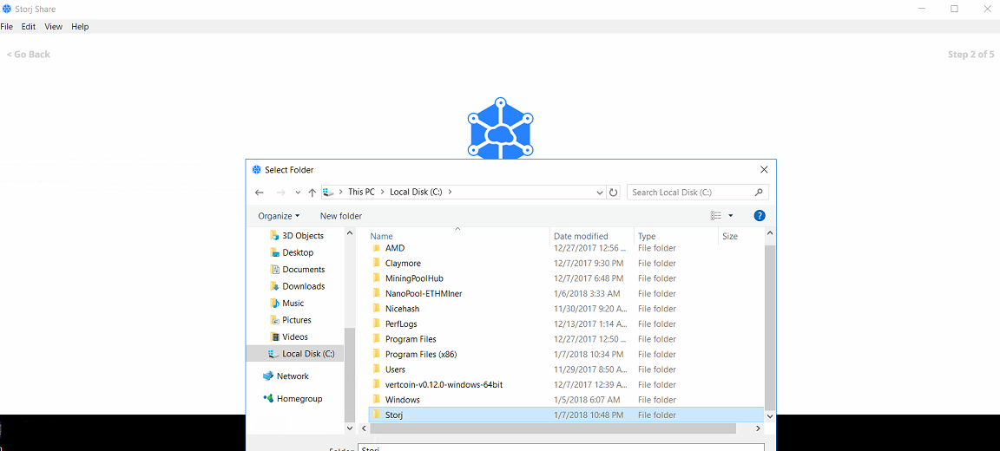 Storj Share
File Edit View Help
< Go Back Step 2 of 5
Select Folder
This PC > Local Disk (C:) > Search Local Disk (C:)
Organize New folder
3D Objects
Desktop
Documents
Downloads
Music
Pictures
Videos
Local Disk (C:)
Network
Homegroup
Name Date modified Type Size
AMD 12/27/2017 12:56 ... File folder
Claymore 12/7/2017 9:30 PM File folder
MiningPoolHub 12/7/2017 6:48 PM File folder
NanoPool-ETHMIner 1/6/2018 3:33 AM File folder
Nicehash 11/30/2017 9:20 A... File folder
PerfLogs 12/13/2017 1:14 A... File folder
Program Files 12/27/2017 12:50 ... File folder
Program Files (x86) 1/7/2018 10:34 PM File folder
Users 11/29/2017 8:50 A... File folder
vertcoin-v0.12.0-windows-64bit 12/7/2017 12:39 A... File folder
Windows 1/5/2018 6:07 AM File folder
Storj 1/7/2018 10:48 PM File folder
Folder Storj